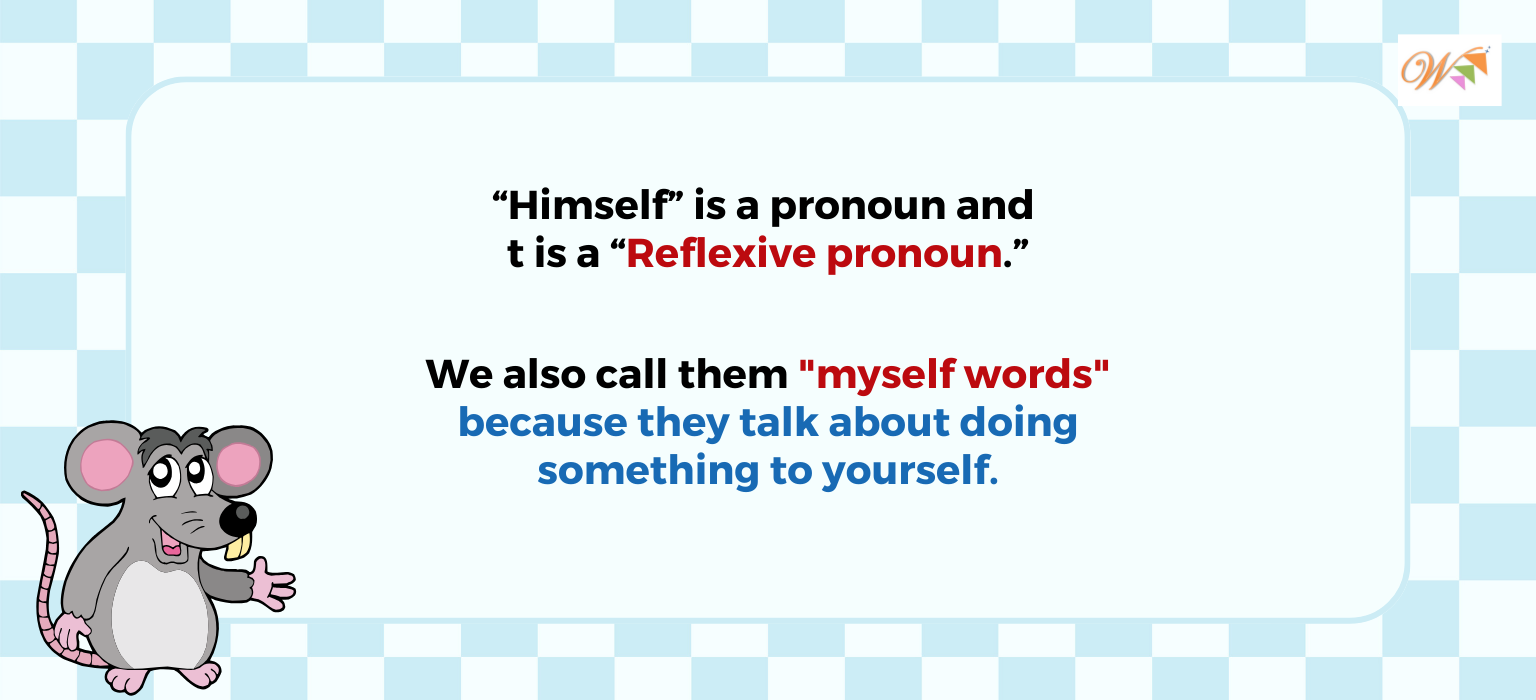 W
“Himself” is a pronoun and
t is a “Reflexive pronoun.”
We also call them "myself words"
because they talk about doing
something to yourself.